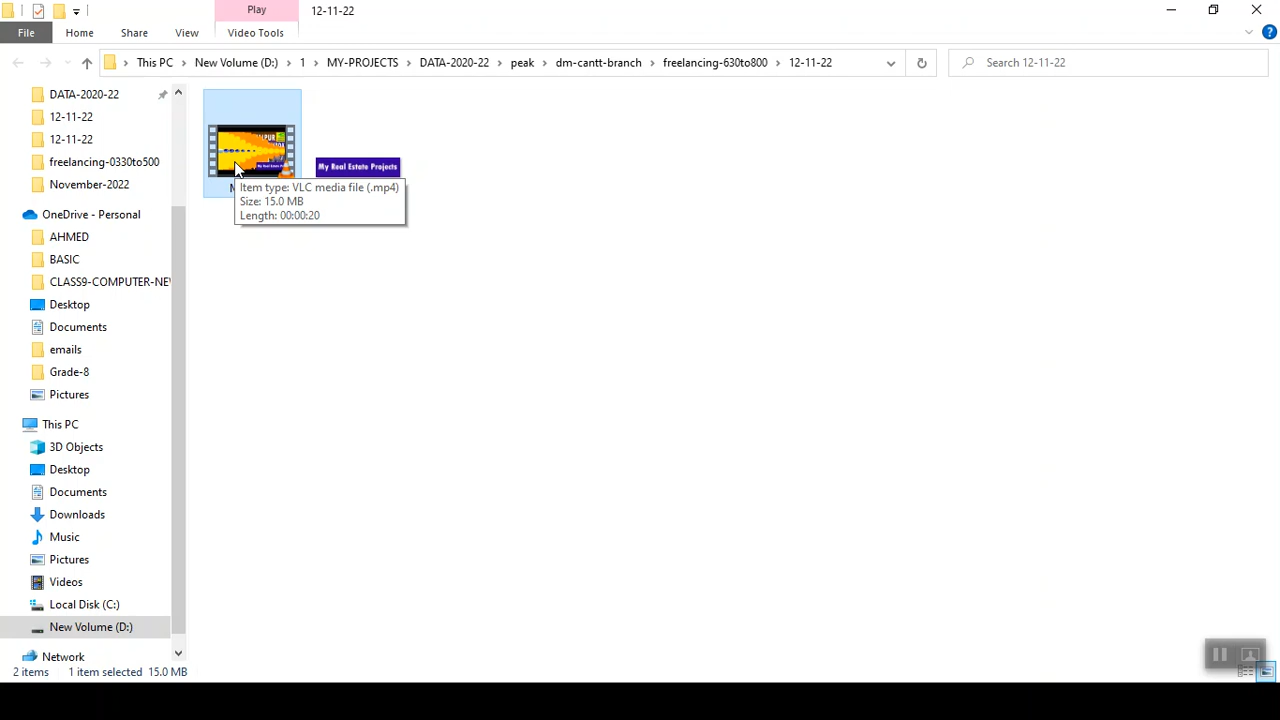 Play
12-11-22
File
Home
Share
View
Video Tools
This PC
New Volume (D:)
1
MY-PROJECTS
DATA-2020-22
peak
dm-cantt-branch
freelancing-630to800
12-11-22
Search 12-11-22
DATA-2020-22
12-11-22
12-11-22
freelancing-0330to500
November-2022
OneDrive - Personal
AHMED
BASIC
CLASS9-COMPUTER-NE
Desktop
Documents
emails
Grade-8
Pictures
This PC
3D Objects
Desktop
Documents
Downloads
Music
Pictures
Videos
Local Disk (C:)
New Volume (D:)
Network
My Real Estate Projects
Item type: VLC media file (.mp4)
Size: 15.0 MB
Length: 00:00:20
2 items
1 item selected 15.0 MB